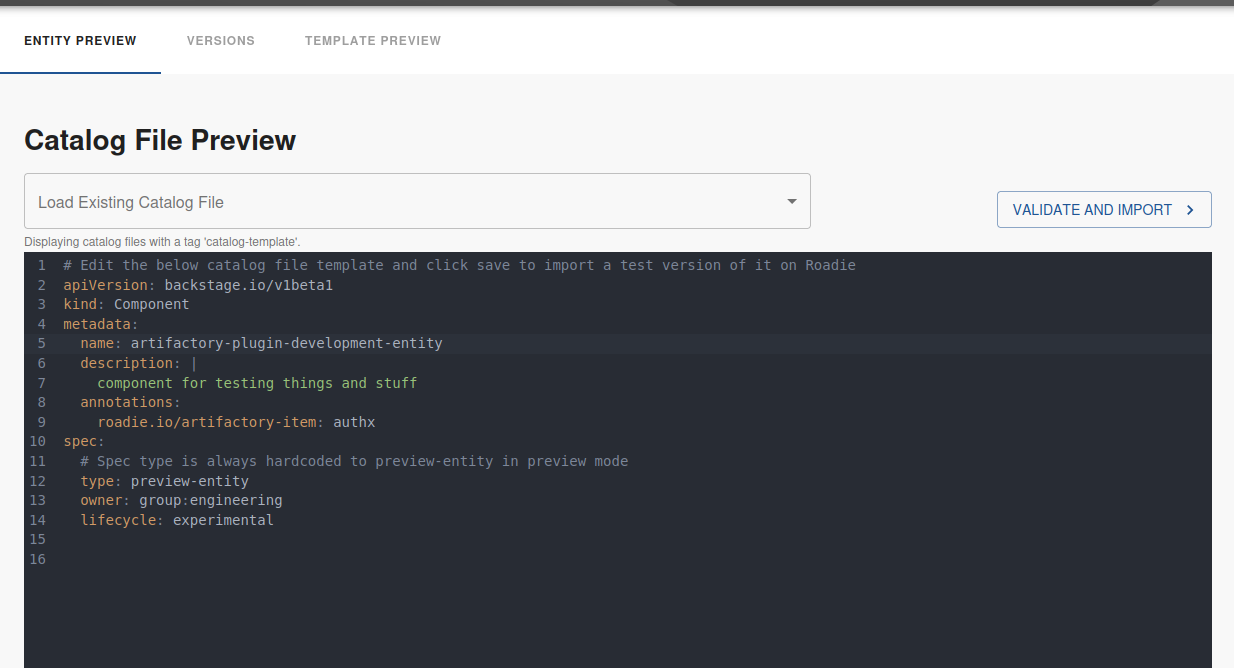 ENTITY PREVIEW VERSIONS TEMPLATE PREVIEW
Catalog File Preview
Load Existing Catalog File
VALIDATE AND IMPORT
Displaying catalog files with a tag 'catalog-template'.
1 # Edit the below catalog file template and click save to import a test version of it on Roadie
2 apiVersion: backstage.io/v1beta1
3 kind: Component
4 metadata:
5   name: artifactory-plugin-development-entity
6   description: |
7     component for testing things and stuff
8   annotations:
9     roadie.io/artifactory-item: authx
10 spec:
11   # Spec type is always hardcoded to preview-entity in preview mode
12   type: preview-entity
13   owner: group:engineering
14   lifecycle: experimental
15
16